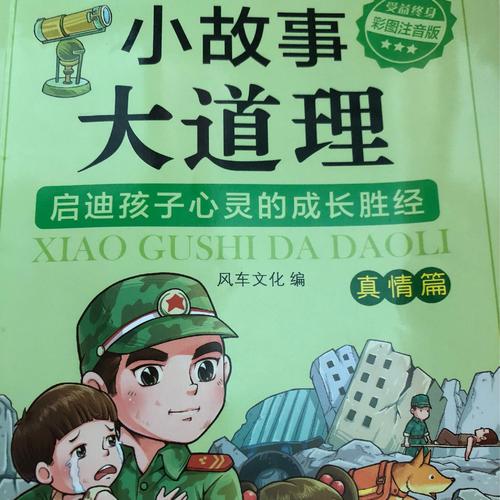 受益终身
彩图注音版
小故事
大道理
启迪孩子心灵的成长胜经
XIAO GUSHI DA DAOLI
风车文化 编
真情篇